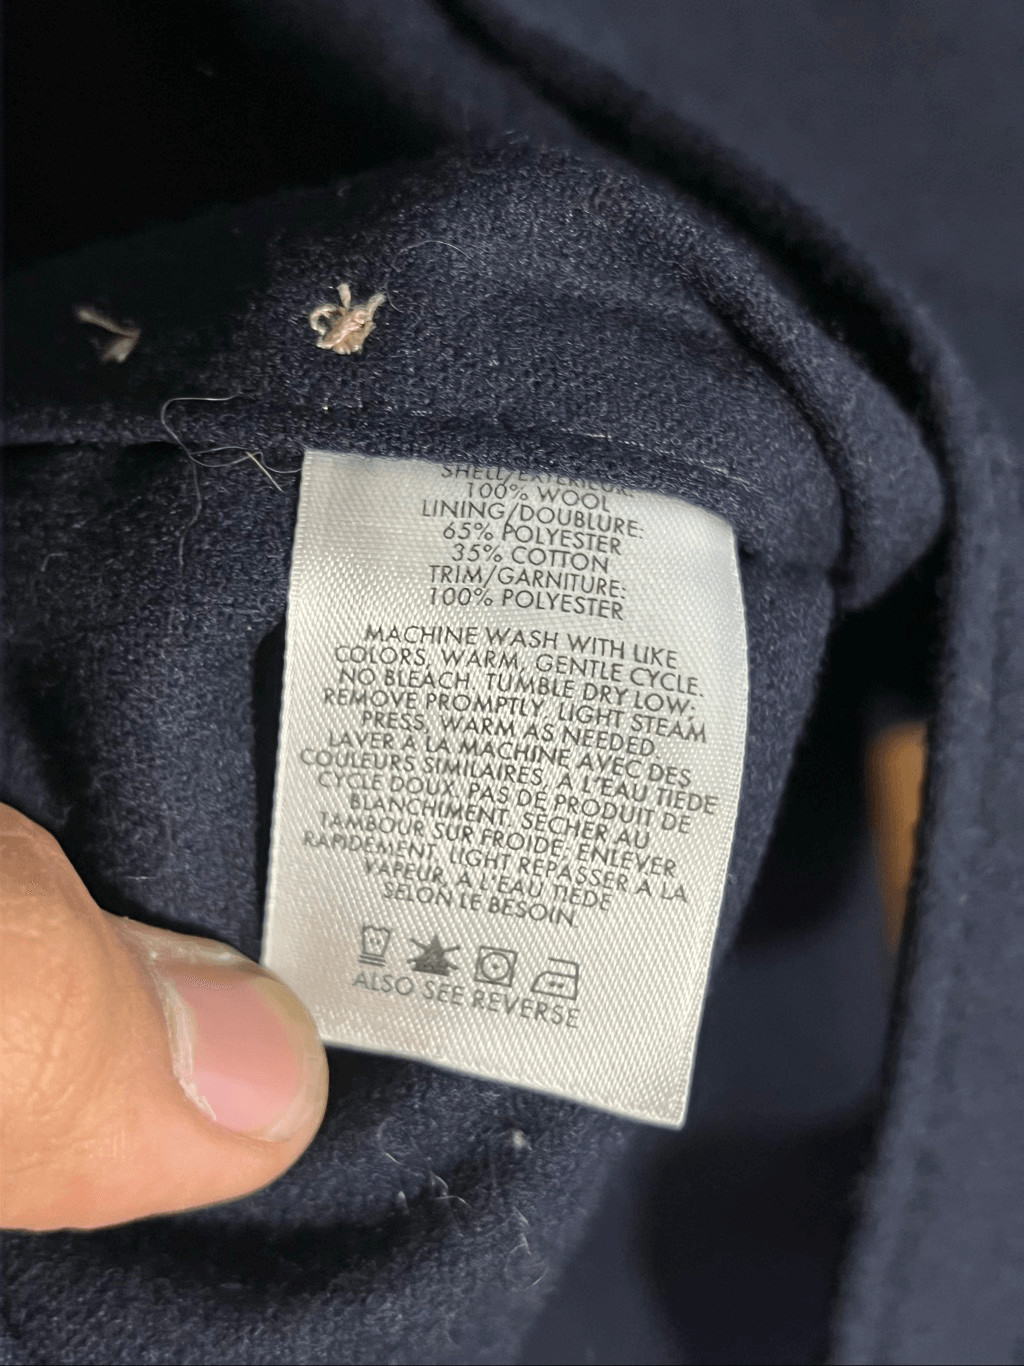 SHELL/EXTÉRIEUR:
100% WOOL
LINING/DOUBLURE:
65% POLYESTER
35% COTTON
TRIM/GARNITURE:
100% POLYESTER
MACHINE WASH WITH LIKE
COLORS, WARM, GENTLE CYCLE.
NO BLEACH, TUMBLE DRY LOW.
REMOVE PROMPTLY, LIGHT STEAM
PRESS, WARM AS NEEDED
LAVER A LA MACHINE AVEC DES
COULEURS SIMILAIRES, A L'EAU TIEDE
CYCLE DOUX. PAS DE PRODUIT DE
BLANCHIMENT, SECHER AU
TAMBOUR SUR FROIDE, ENLEVER
RAPIDEMENT, LIGHT REPASSER A LA
VAPEUR, A L'EAU TIEDE
SELON LE BESOIN.
ALSO SEE REVERSE